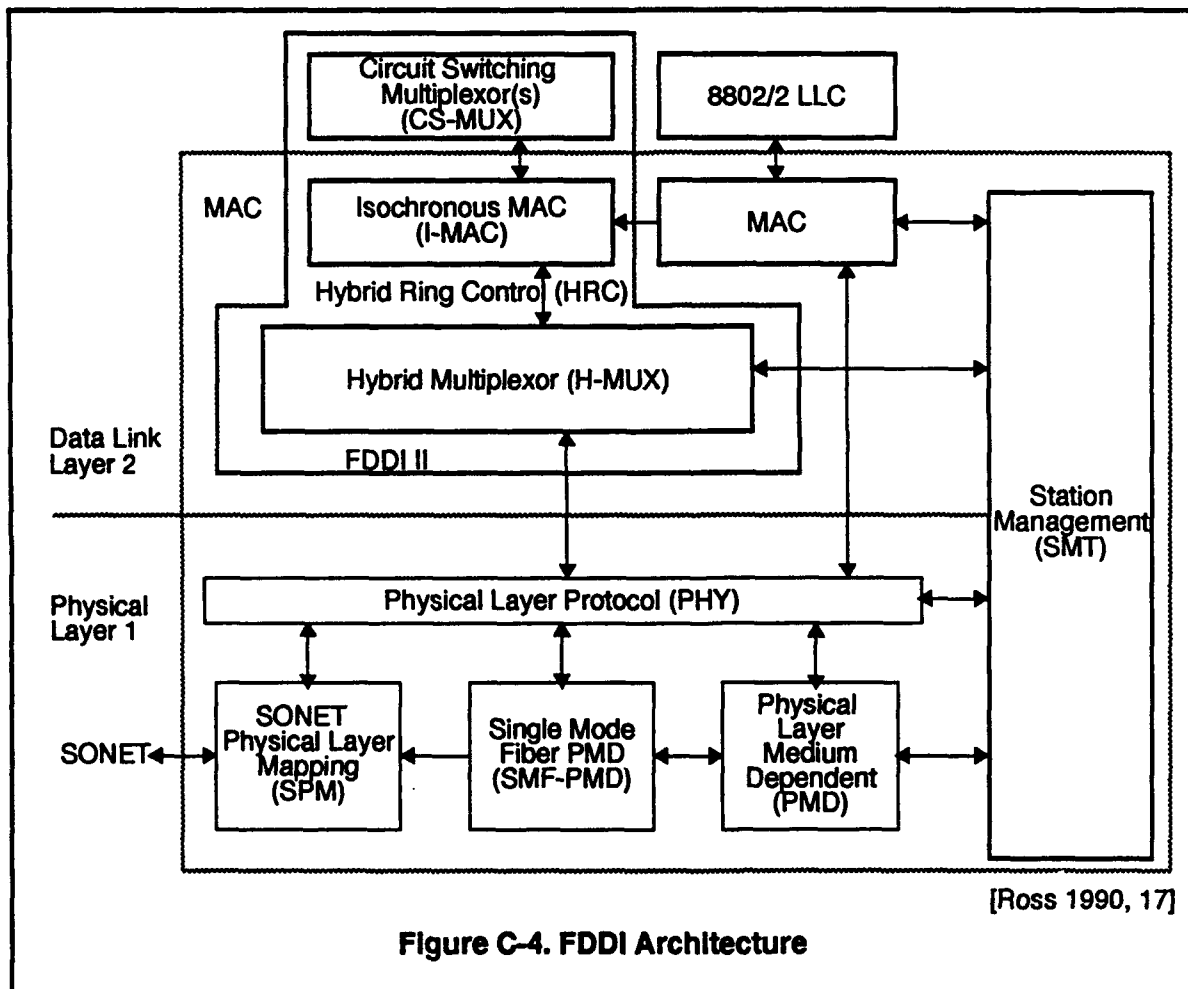 Circuit Switching
Multiplexor(s)
(CS-MUX)
8802/2 LLC
MAC
Isochronous MAC
(I-MAC)
MAC
Hybrid Ring Control (HRC)
Hybrid Multiplexor (H-MUX)
Data Link
Layer 2
FDDI II
Station
Management
(SMT)
Physical Layer Protocol (PHY)
Physical
Layer 1
SONET
SONET
Physical Layer
Mapping
(SPM)
Single Mode
Fiber PMD
(SMF-PMD)
Physical
Layer
Medium
Dependent
(PMD)
[Ross 1990, 17]
Figure C-4. FDDI Architecture